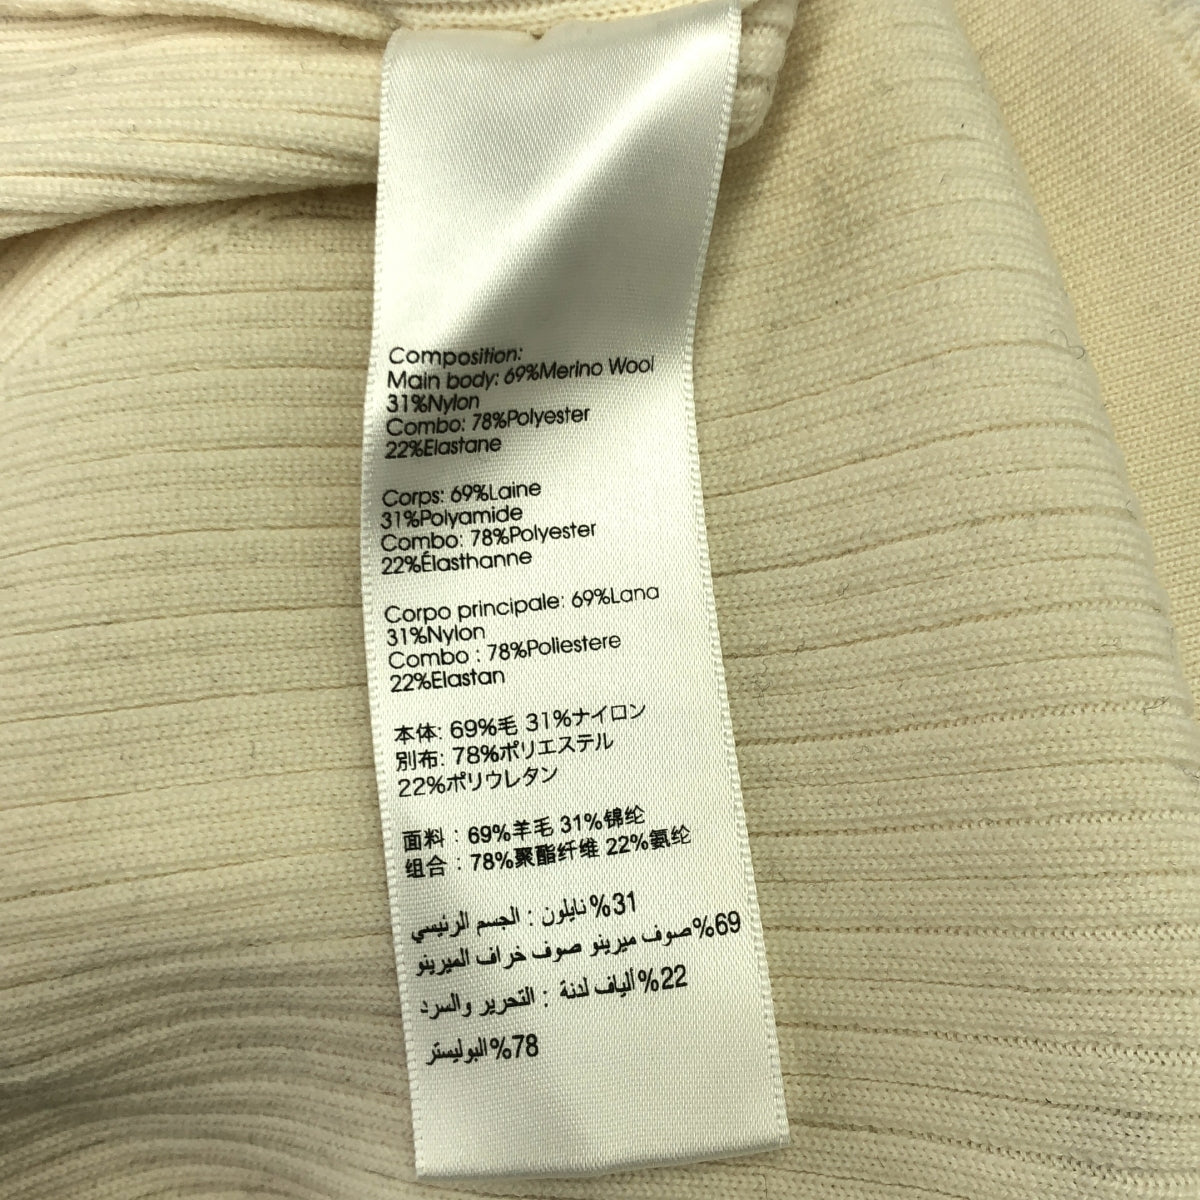 Composition:
Main body: 69%Merino Wool
31%Nylon
Combo: 78%Polyester
22%Elastane
Corps: 69%Laine
31%Polyamide
Combo: 78%Polyester
22%Élasthanne
Corpo principale: 69%Lana
31%Nylon
Combo : 78%Poliestere
22%Elastan
本体: 69%毛 31%ナイロン
別布: 78%ポリエステル
22%ポリウレタン
面料 : 69%羊毛 31%锦纶
组合 : 78%聚酯纤维 22%氨纶
31%نايلون : الجسم الرئيسي
69%صوف ميرينو صوف خراف الميرينو
22%ألياف لدنة : التحرير والسرد
78%البوليستر